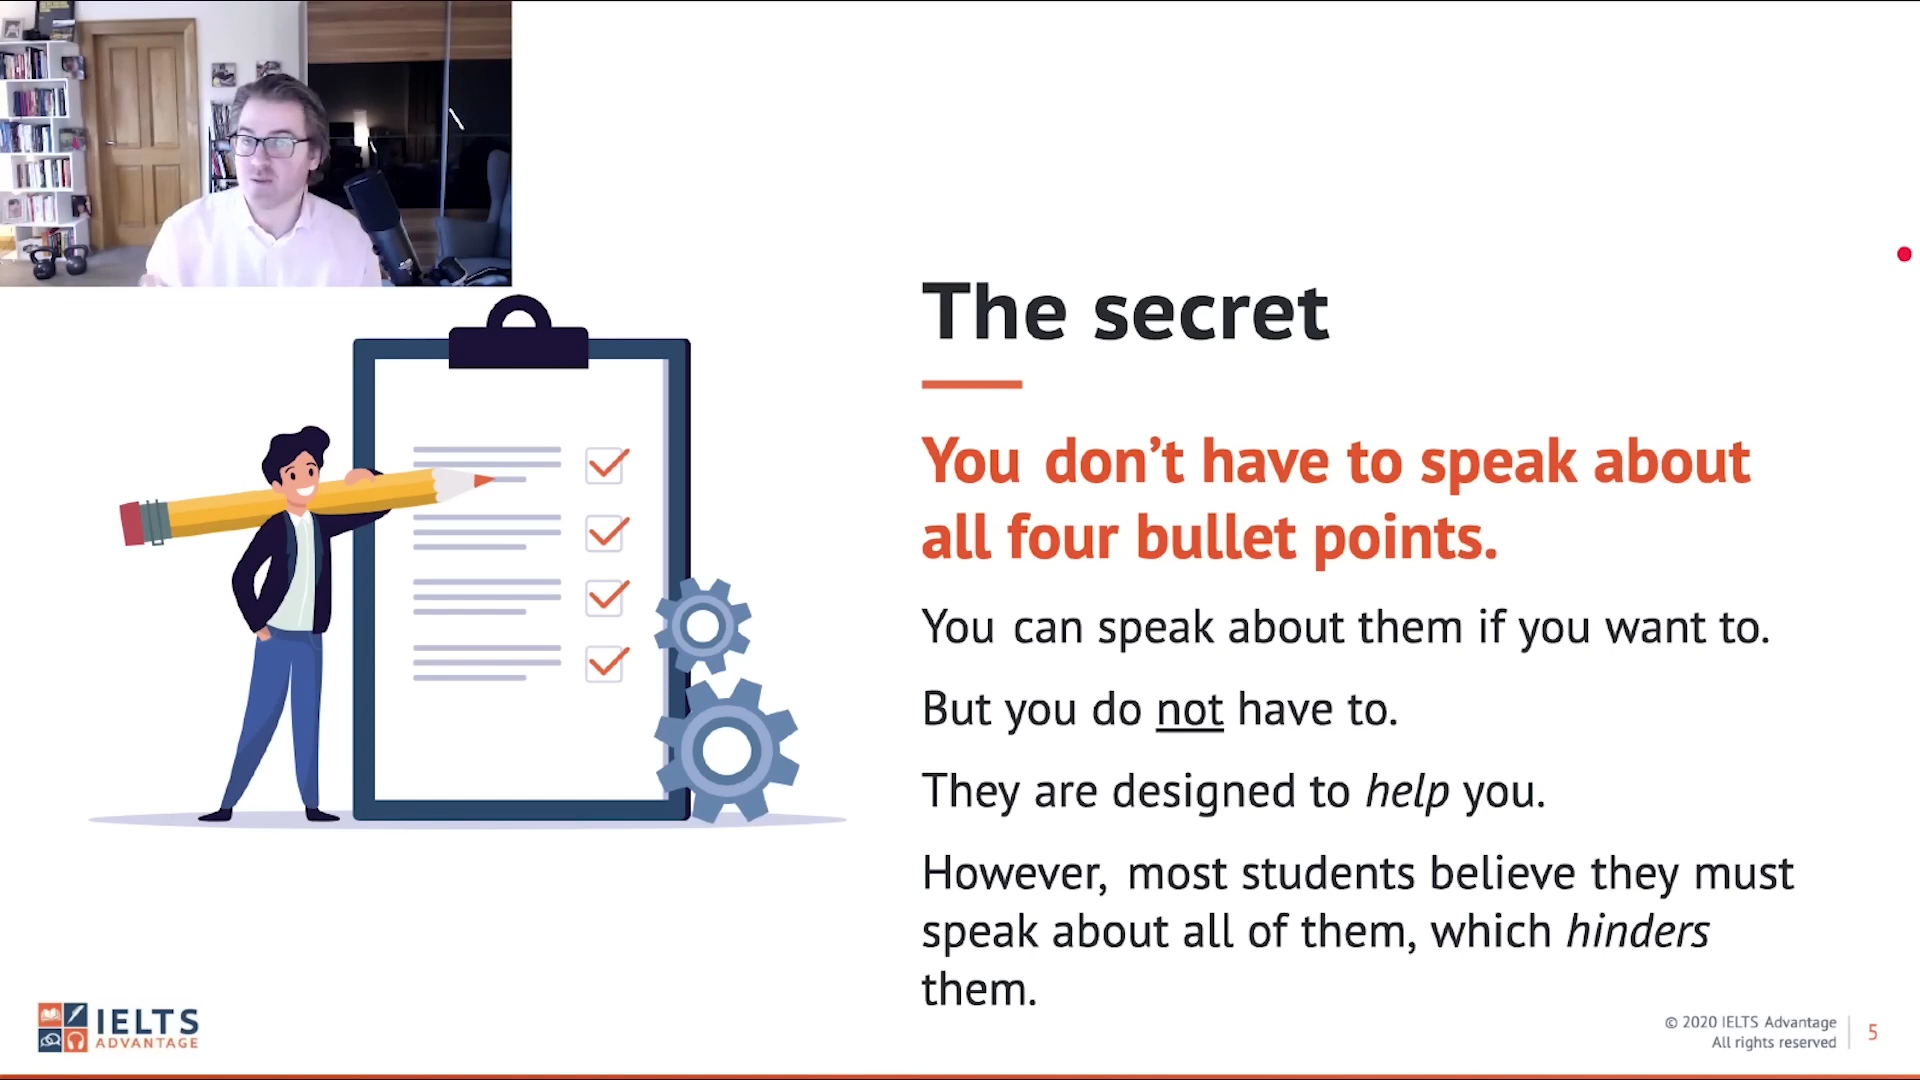 The secret
You don't have to speak about
all four bullet points.
You can speak about them if you want to.
But you do not have to.
They are designed to help you.
However, most students believe they must
speak about all of them, which hinders
them.
IELTS
ADVANTAGE
© 2020 IELTS Advantage
All rights reserved
5